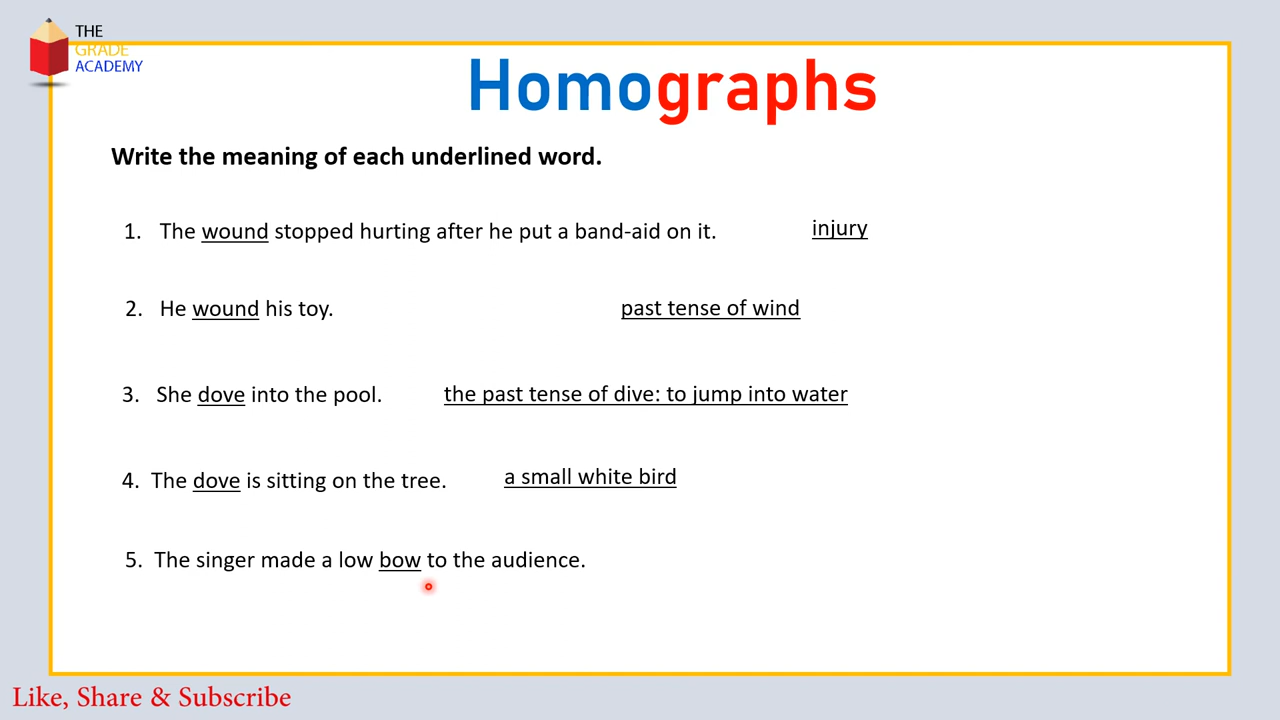 THE
GRADE
ACADEMY
Homographs
Write the meaning of each underlined word.
1. The wound stopped hurting after he put a band-aid on it. injury
2. He wound his toy. past tense of wind
3. She dove into the pool. the past tense of dive: to jump into water
4. The dove is sitting on the tree. a small white bird
5. The singer made a low bow to the audience.
Like, Share & Subscribe